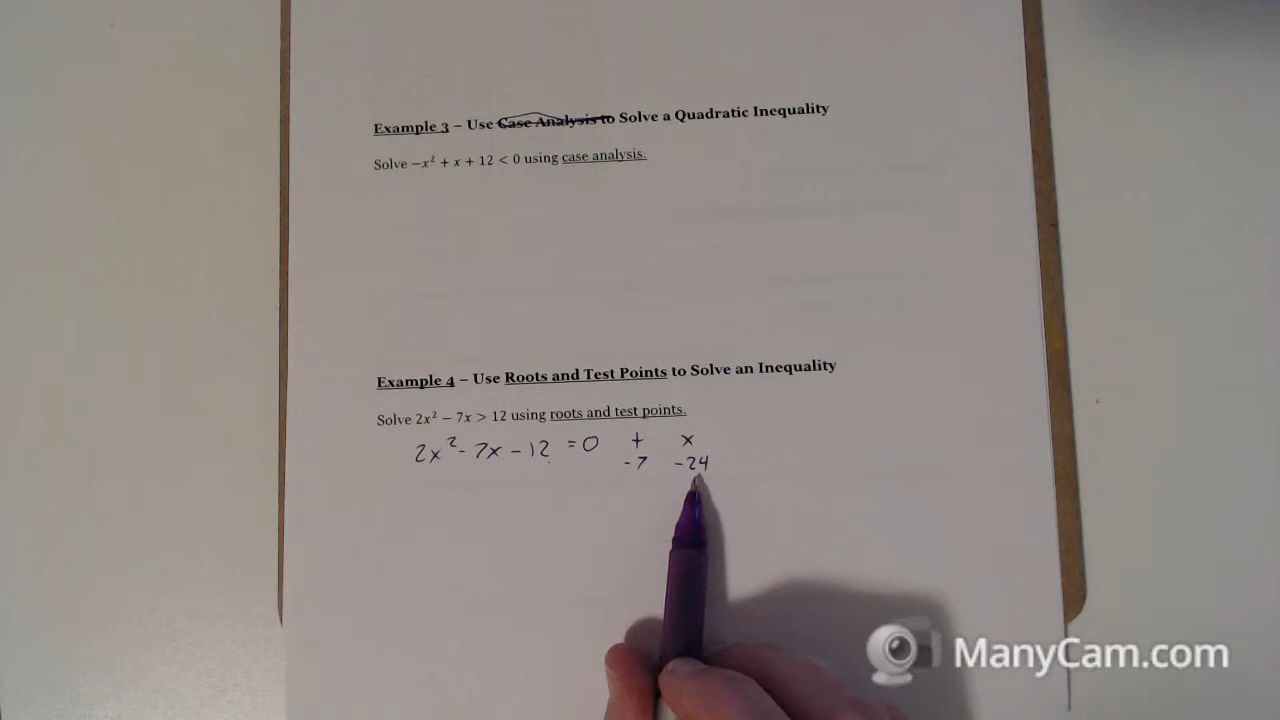 Example 3 – Use Case Analysis to Solve a Quadratic Inequality
Solve −x² + x + 12 < 0 using case analysis.
Example 4 – Use Roots and Test Points to Solve an Inequality
Solve 2x² − 7x > 12 using roots and test points.
2x² - 7x - 12 = 0 + x
-7 -24
ManyCam.com